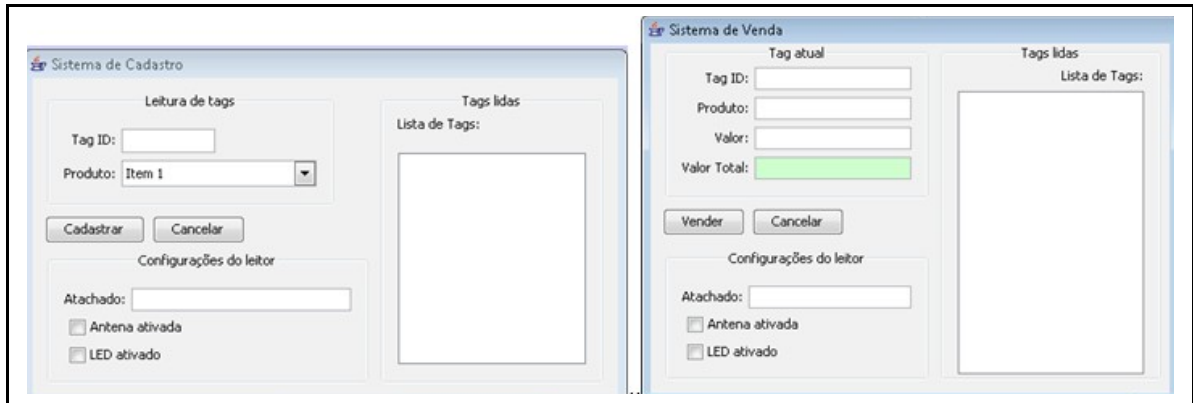 Sistema de Cadastro
Leitura de tags
Tag ID:
Produto: Item 1
Cadastrar Cancelar
Configurações do leitor
Atachado:
Antena ativada
LED ativado
Tags lidas
Lista de Tags:
Sistema de Venda
Tag atual
Tag ID:
Produto:
Valor:
Valor Total:
Vender Cancelar
Configurações do leitor
Atachado:
Antena ativada
LED ativado
Tags lidas
Lista de Tags: